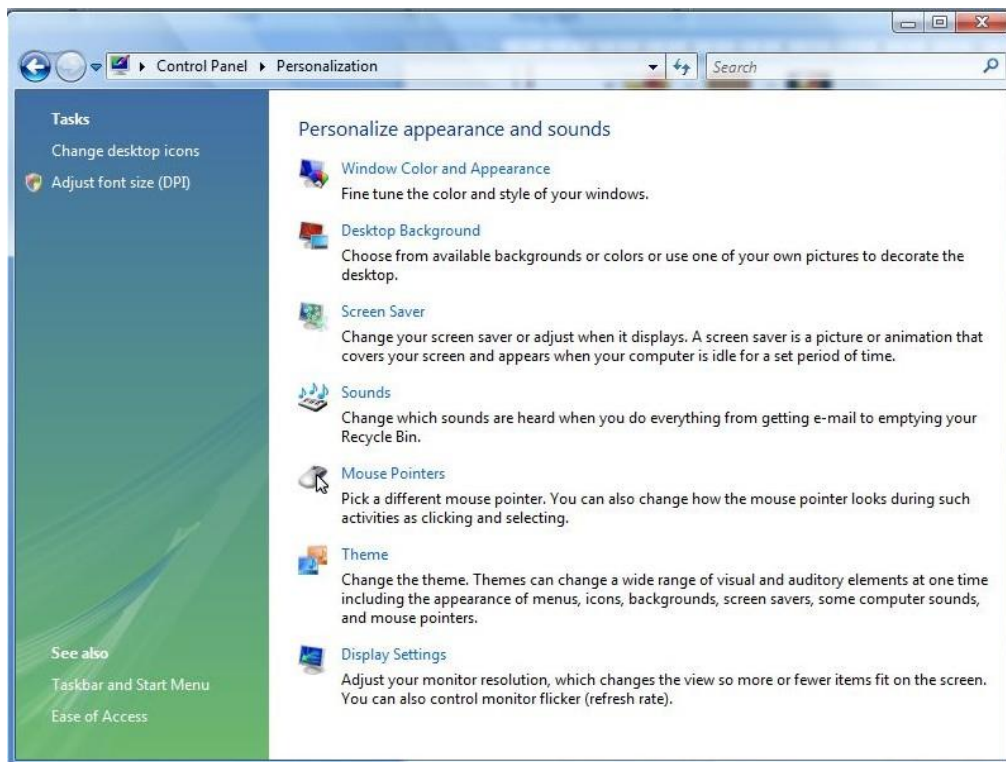 Control Panel
Personalization
Search
Tasks
Change desktop icons
Adjust font size (DPI)
Personalize appearance and sounds
Window Color and Appearance
Fine tune the color and style of your windows.
Desktop Background
Choose from available backgrounds or colors or use one of your own pictures to decorate the
desktop.
Screen Saver
Change your screen saver or adjust when it displays. A screen saver is a picture or animation that
covers your screen and appears when your computer is idle for a set period of time.
Sounds
Change which sounds are heard when you do everything from getting e-mail to emptying your
Recycle Bin.
Mouse Pointers
Pick a different mouse pointer. You can also change how the mouse pointer looks during such
activities as clicking and selecting.
Theme
Change the theme. Themes can change a wide range of visual and auditory elements at one time
including the appearance of menus, icons, backgrounds, screen savers, some computer sounds,
and mouse pointers.
Display Settings
Adjust your monitor resolution, which changes the view so more or fewer items fit on the screen.
You can also control monitor flicker (refresh rate).
See also
Taskbar and Start Menu
Ease of Access